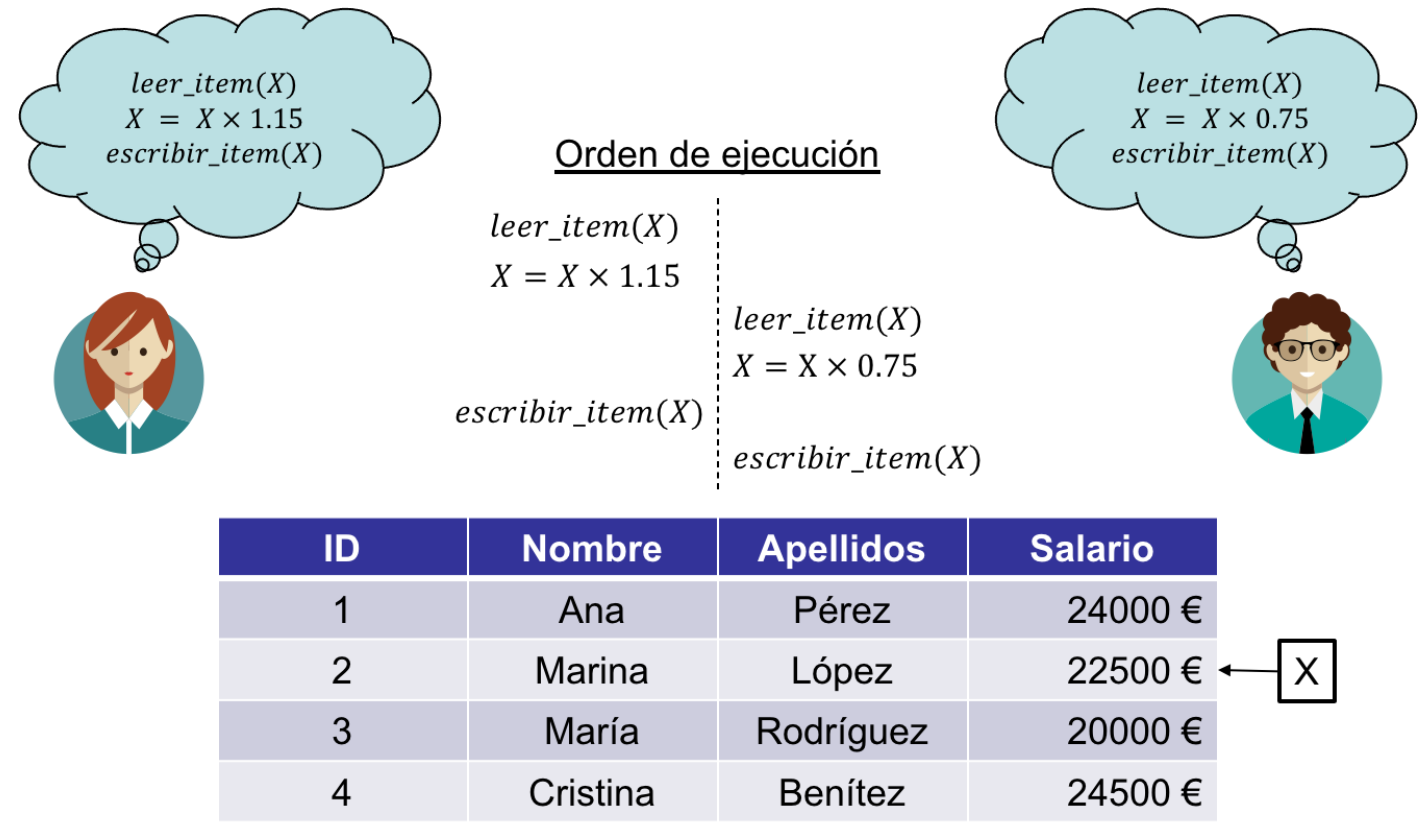 leer_item(X)
X = X × 1.15
escribir_item(X)
leer_item(X)
X = X × 0.75
escribir_item(X)
Orden de ejecución
leer_item(X)
X = X × 1.15
leer_item(X)
X = X × 0.75
escribir_item(X)
escribir_item(X)
ID Nombre Apellidos Salario
1 Ana Pérez 24000 €
2 Marina López 22500 €
X
3 María Rodríguez 20000 €
4 Cristina Benítez 24500 €